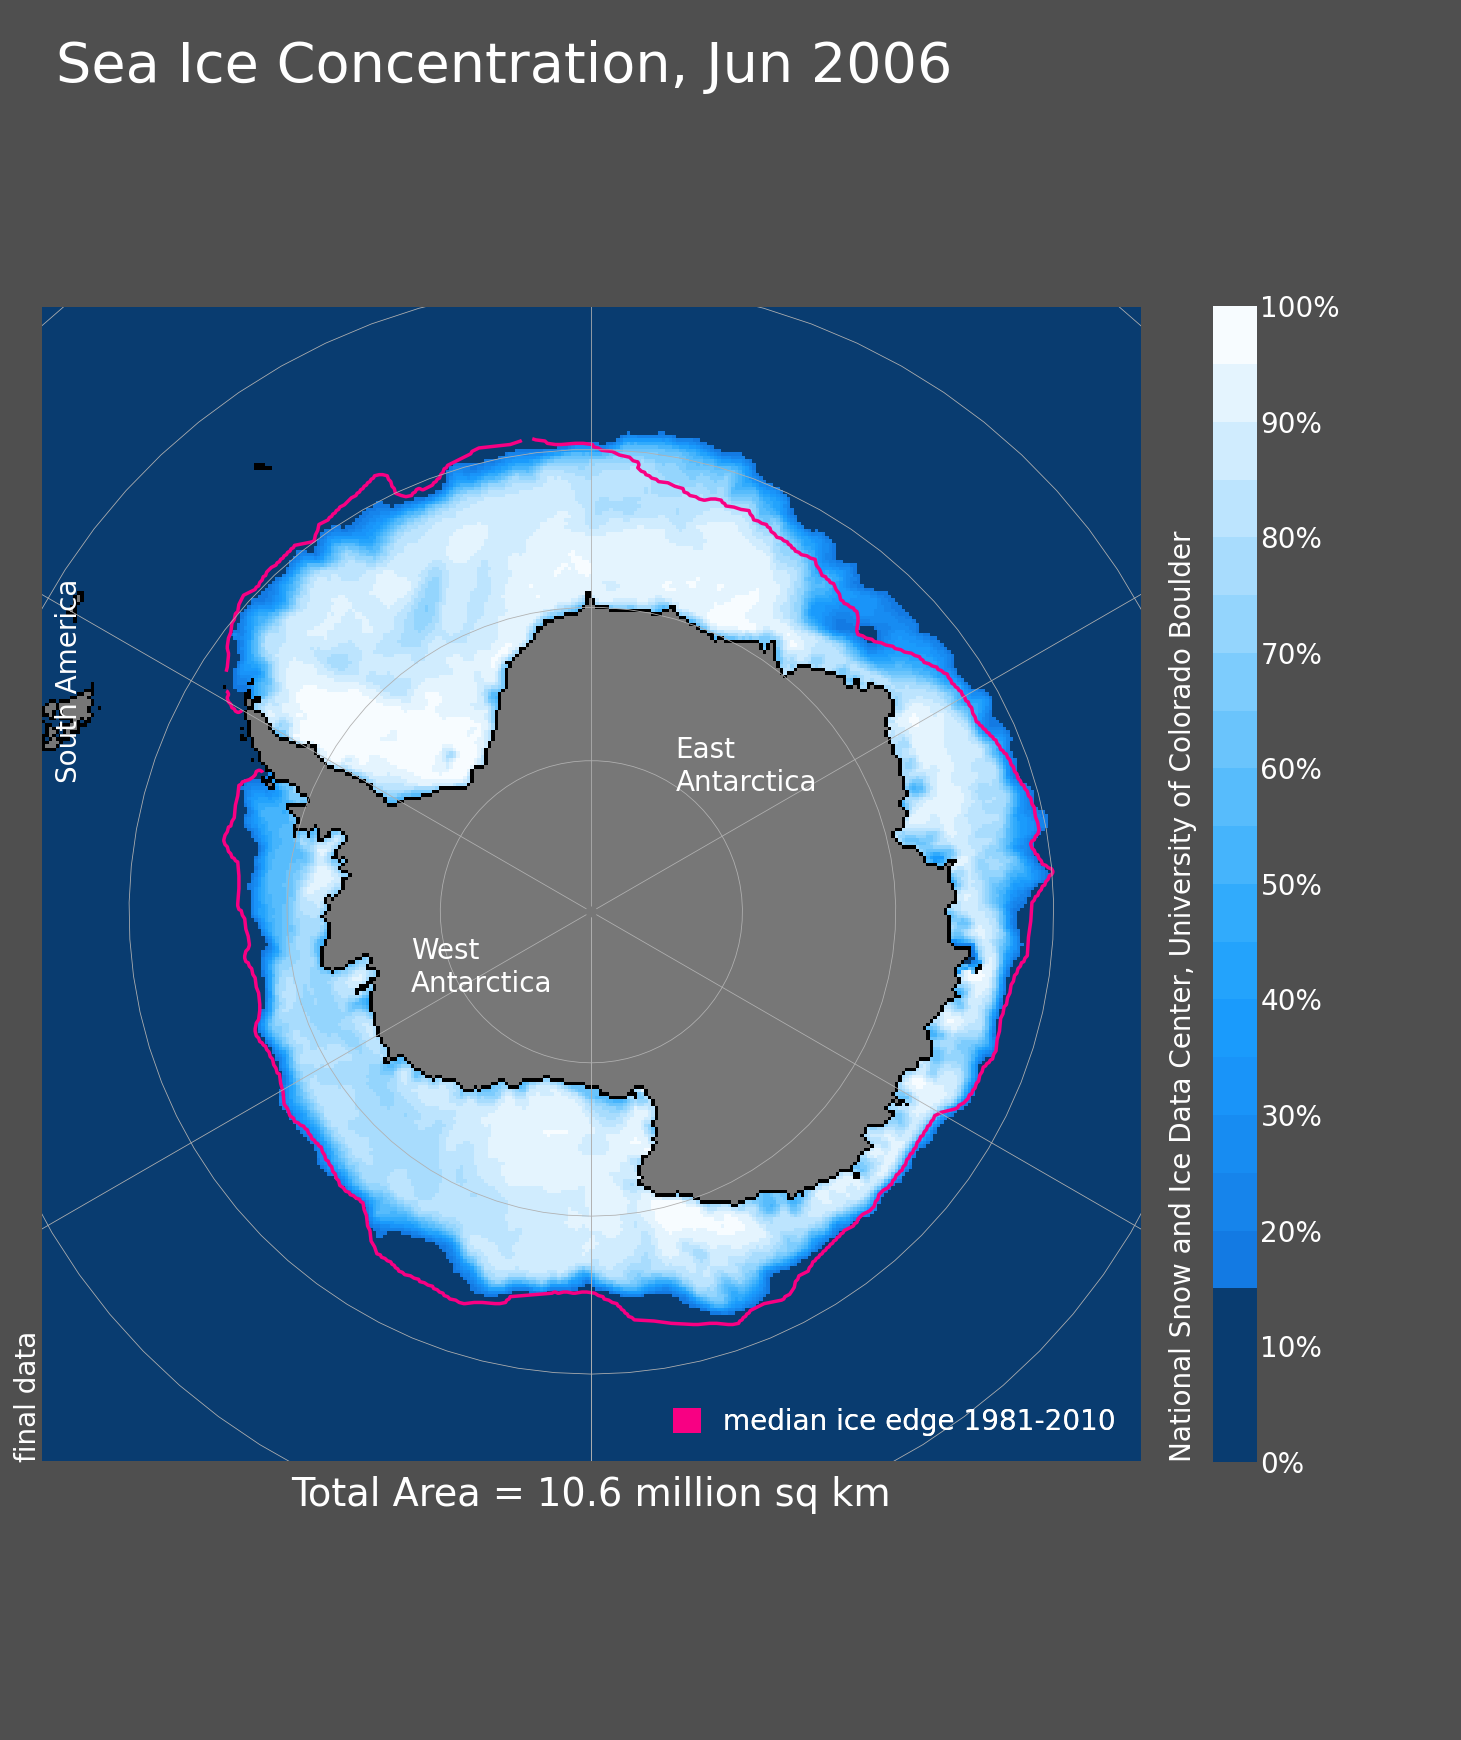 Sea Ice Concentration, Jun 2006
South America
East
Antarctica
West
Antarctica
median ice edge 1981-2010
final data
Total Area = 10.6 million sq km
National Snow and Ice Data Center, University of Colorado Boulder
100%
90%
80%
70%
60%
50%
40%
30%
20%
10%
0%